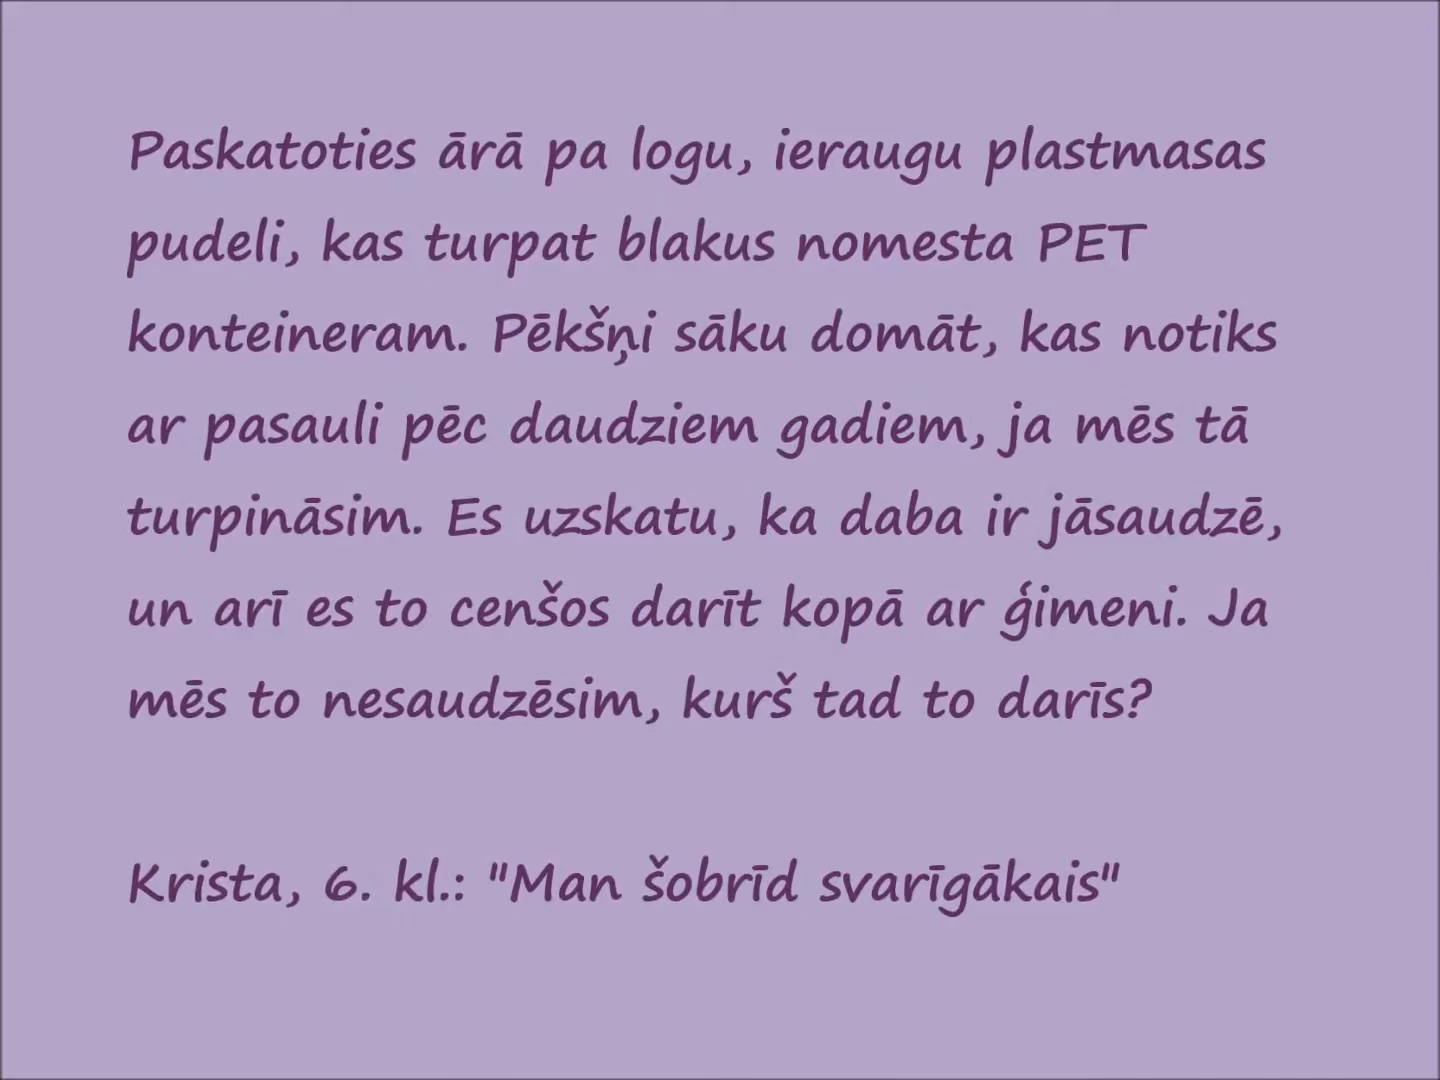 Paskatoties ārā pa logu, ieraugu plastmasas
pudeli, kas turpat blakus nomesta PET
konteineram. Pēkšņi sāku domāt, kas notiks
ar pasauli pēc daudziem gadiem, ja mēs tā
turpināsim. Es uzskatu, ka daba ir jāsaudzē,
un arī es to cenšos darīt kopā ar ģimeni. Ja
mēs to nesaudzēsim, kurš tad to darīs?
Krista, 6. kl.: "Man šobrīd svarīgākais"